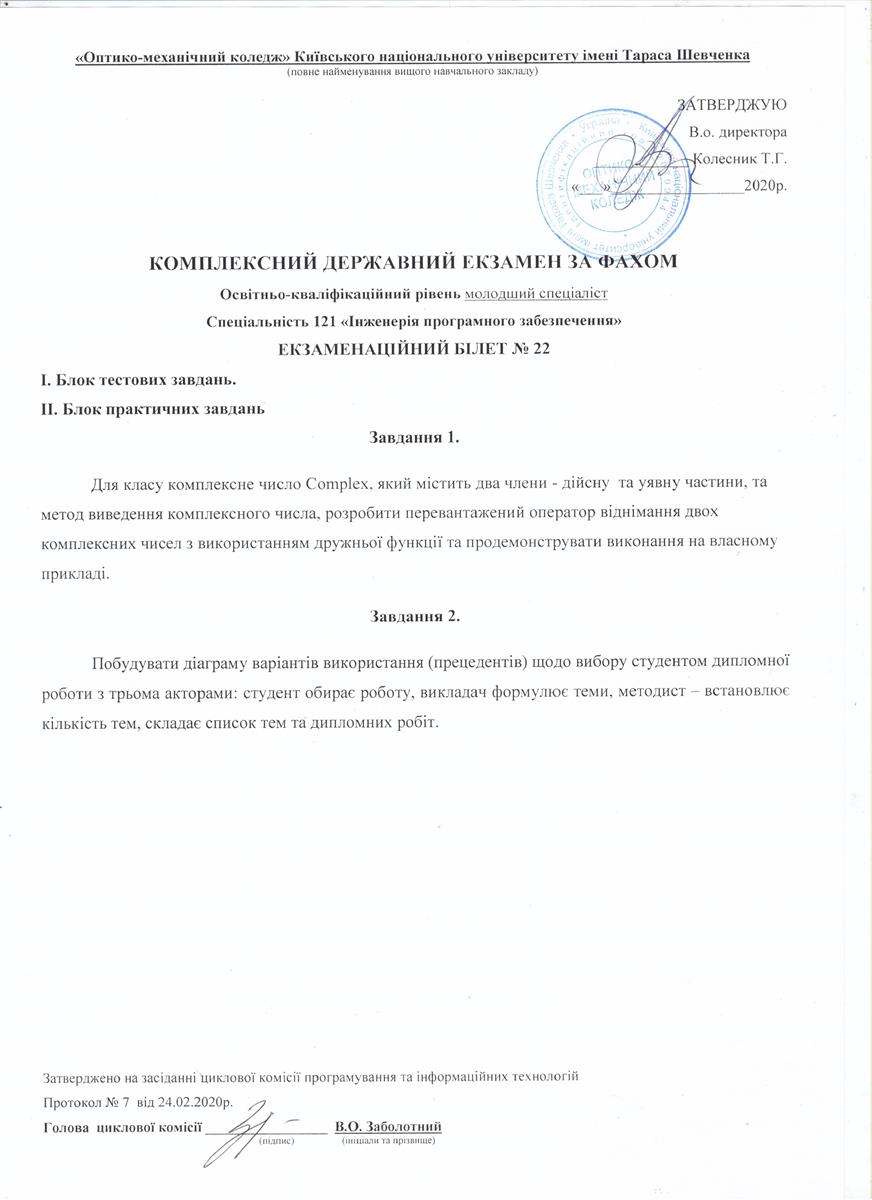 «Оптико-механічний коледж» Київського національного університету імені Тараса Шевченка
(повне найменування вищого навчального закладу)
ЗАТВЕРДЖУЮ
В.о. директора
Колесник Т.Г.
«___»__________________2020р.
ОПТИКО-
МЕХАНІЧНИЙ
КОЛЕДЖ
КОМПЛЕКСНИЙ ДЕРЖАВНИЙ ЕКЗАМЕН ЗА ФАХОМ
Освітньо-кваліфікаційний рівень молодший спеціаліст
Спеціальність 121 «Інженерія програмного забезпечення»
ЕКЗАМЕНАЦІЙНИЙ БІЛЕТ № 22
І. Блок тестових завдань.
ІІ. Блок практичних завдань
Завдання 1.
Для класу комплексне число Complex, який містить два члени - дійсну та уявну частини, та
метод виведення комплексного числа, розробити перевантажений оператор віднімання двох
комплексних чисел з використанням дружньої функції та продемонструвати виконання на власному
прикладі.
Завдання 2.
Побудувати діаграму варіантів використання (прецедентів) щодо вибору студентом дипломної
роботи з трьома акторами: студент обирає роботу, викладач формулює теми, методист – встановлює
кількість тем, складає список тем та дипломних робіт.
Затверджено на засіданні циклової комісії програмування та інформаційних технологій
Протокол № 7 від 24.02.2020р.
Голова циклової комісії ________________ В.О. Заболотний
(підпис) (ініціали та прізвище)